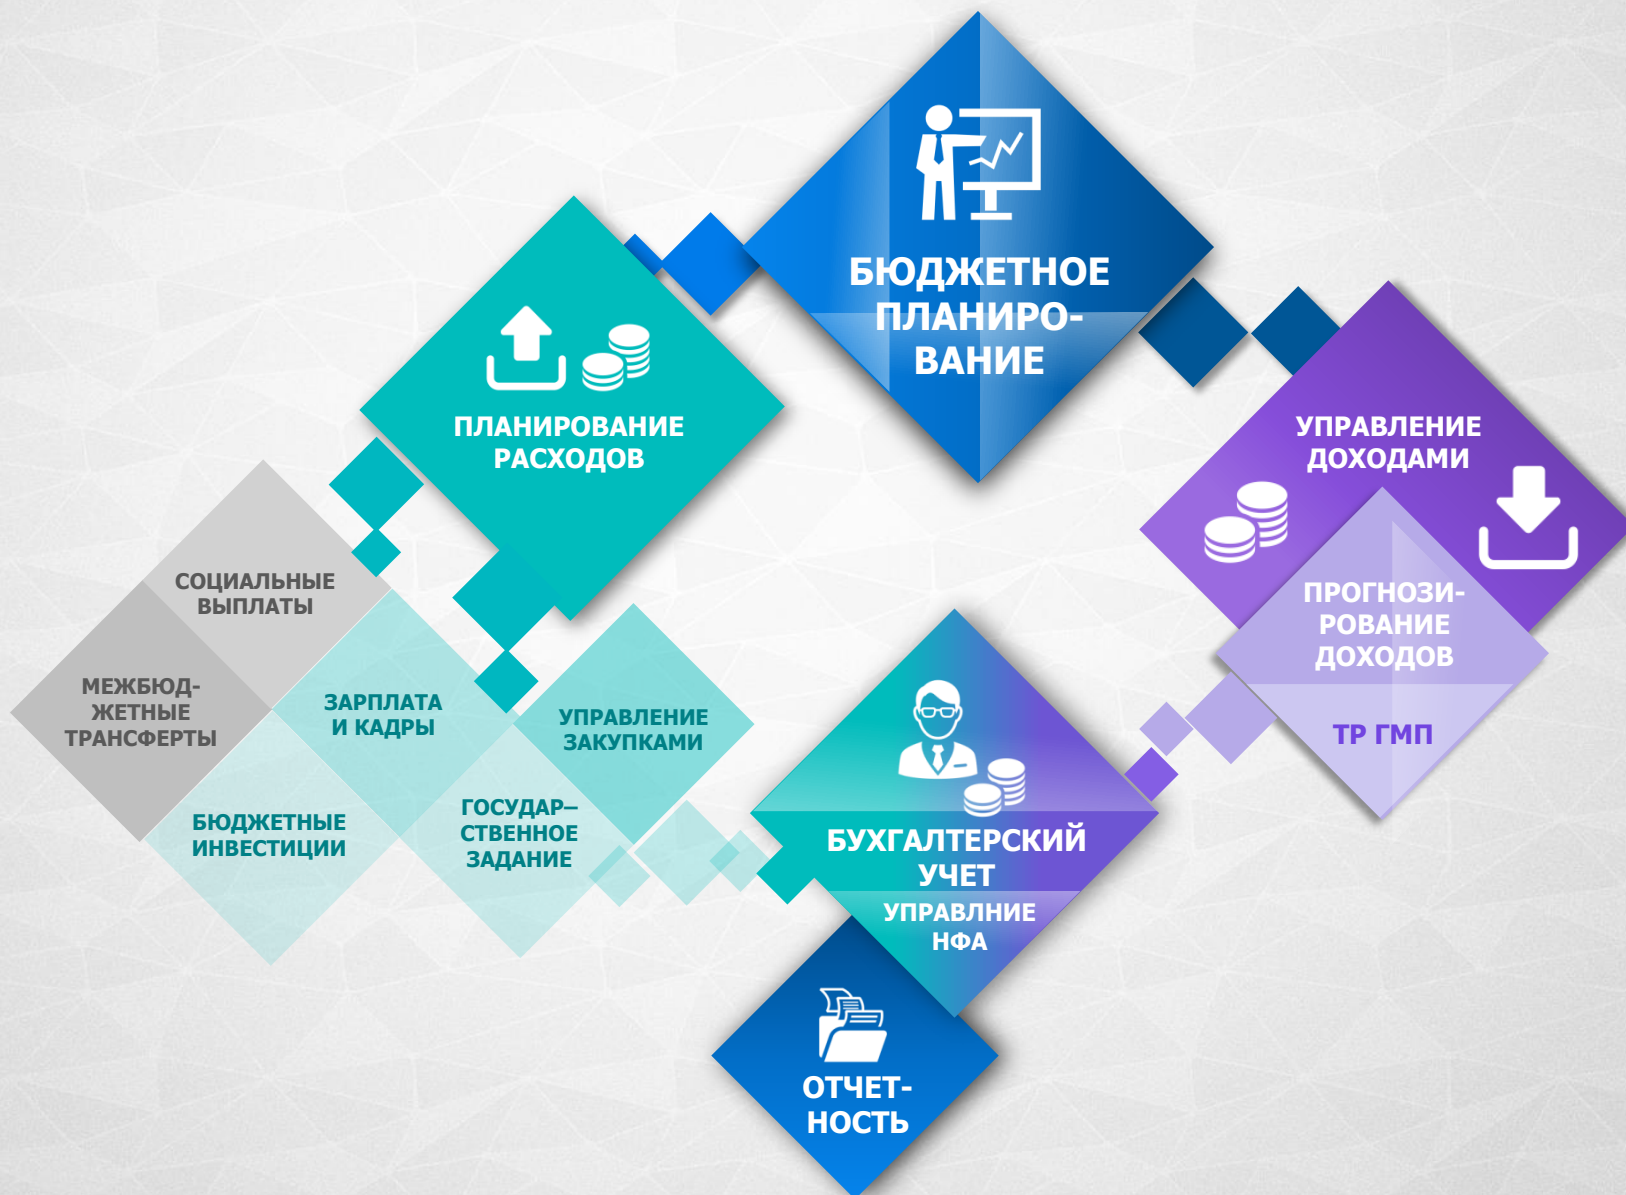 БЮДЖЕТНОЕ
ПЛАНИРО-
ВАНИЕ
ПЛАНИРОВАНИЕ
РАСХОДОВ
УПРАВЛЕНИЕ
ДОХОДАМИ
ПРОГНОЗИ-
РОВАНИЕ
ДОХОДОВ
ТР ГМП
СОЦИАЛЬНЫЕ
ВЫПЛАТЫ
МЕЖБЮД-
ЖЕТНЫЕ
ТРАНСФЕРТЫ
ЗАРПЛАТА
И КАДРЫ
УПРАВЛЕНИЕ
ЗАКУПКАМИ
БЮДЖЕТНЫЕ
ИНВЕСТИЦИИ
ГОСУДАР–
СТВЕННОЕ
ЗАДАНИЕ
БУХГАЛТЕРСКИЙ
УЧЕТ
УПРАВЛНИЕ
НФА
ОТЧЕТ-
НОСТЬ